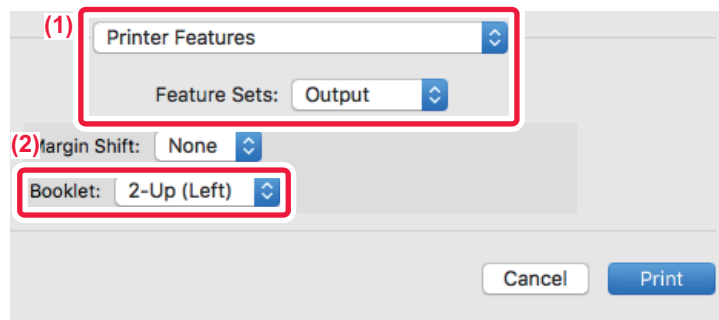 (1)
Printer Features
Feature Sets: Output
(2)
Margin Shift: None
Booklet: 2-Up (Left)
Cancel Print